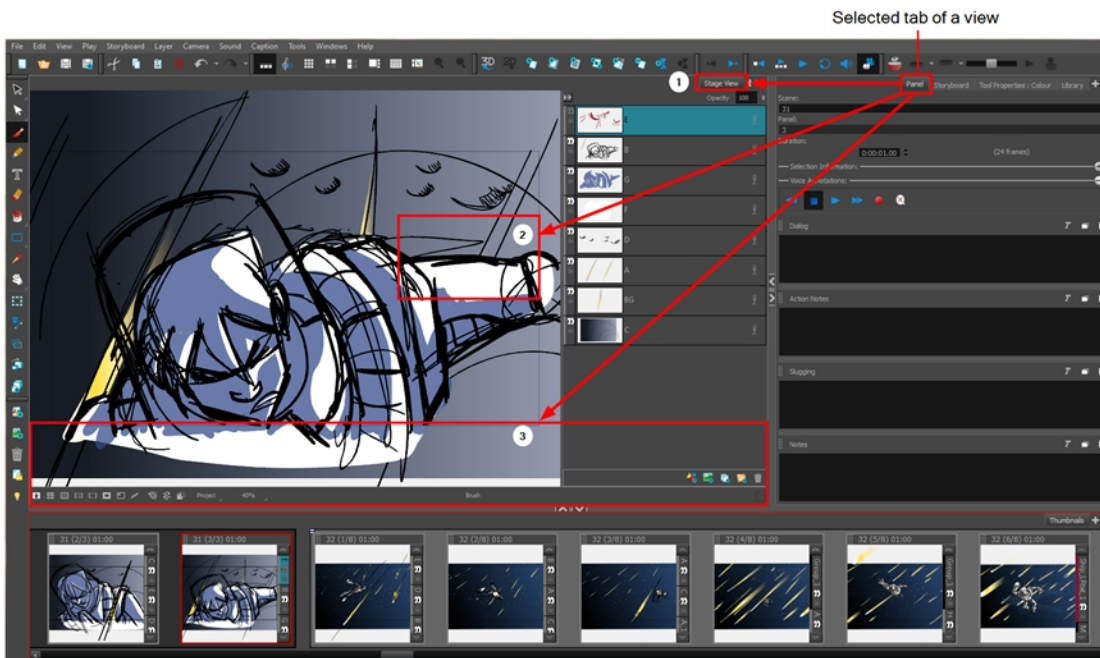 Selected tab of a view
File Edit View Play Storyboard Layer Camera Sound Caption Tools Windows Help
3D 2D
1 Stage View
Panel Storyboard Tool Properties : Colour Library
Opacity 100
Scene:
31
Panel:
3
Duration:
0:00:01.00 (24 frames)
Selection Information:
Voice Annotations:
E
B
G
F
D
A
BG
C
2
3
Dialog
Action Notes
Slugging
Notes
Project 40% Brush
Thumbnails
31 (2/3) 01:00
31 (3/3) 01:00
32 (1/8) 01:00
32 (2/8) 01:00
32 (3/8) 01:00
32 (4/8) 01:00
32 (5/8) 01:00
32 (6/8) 01:00